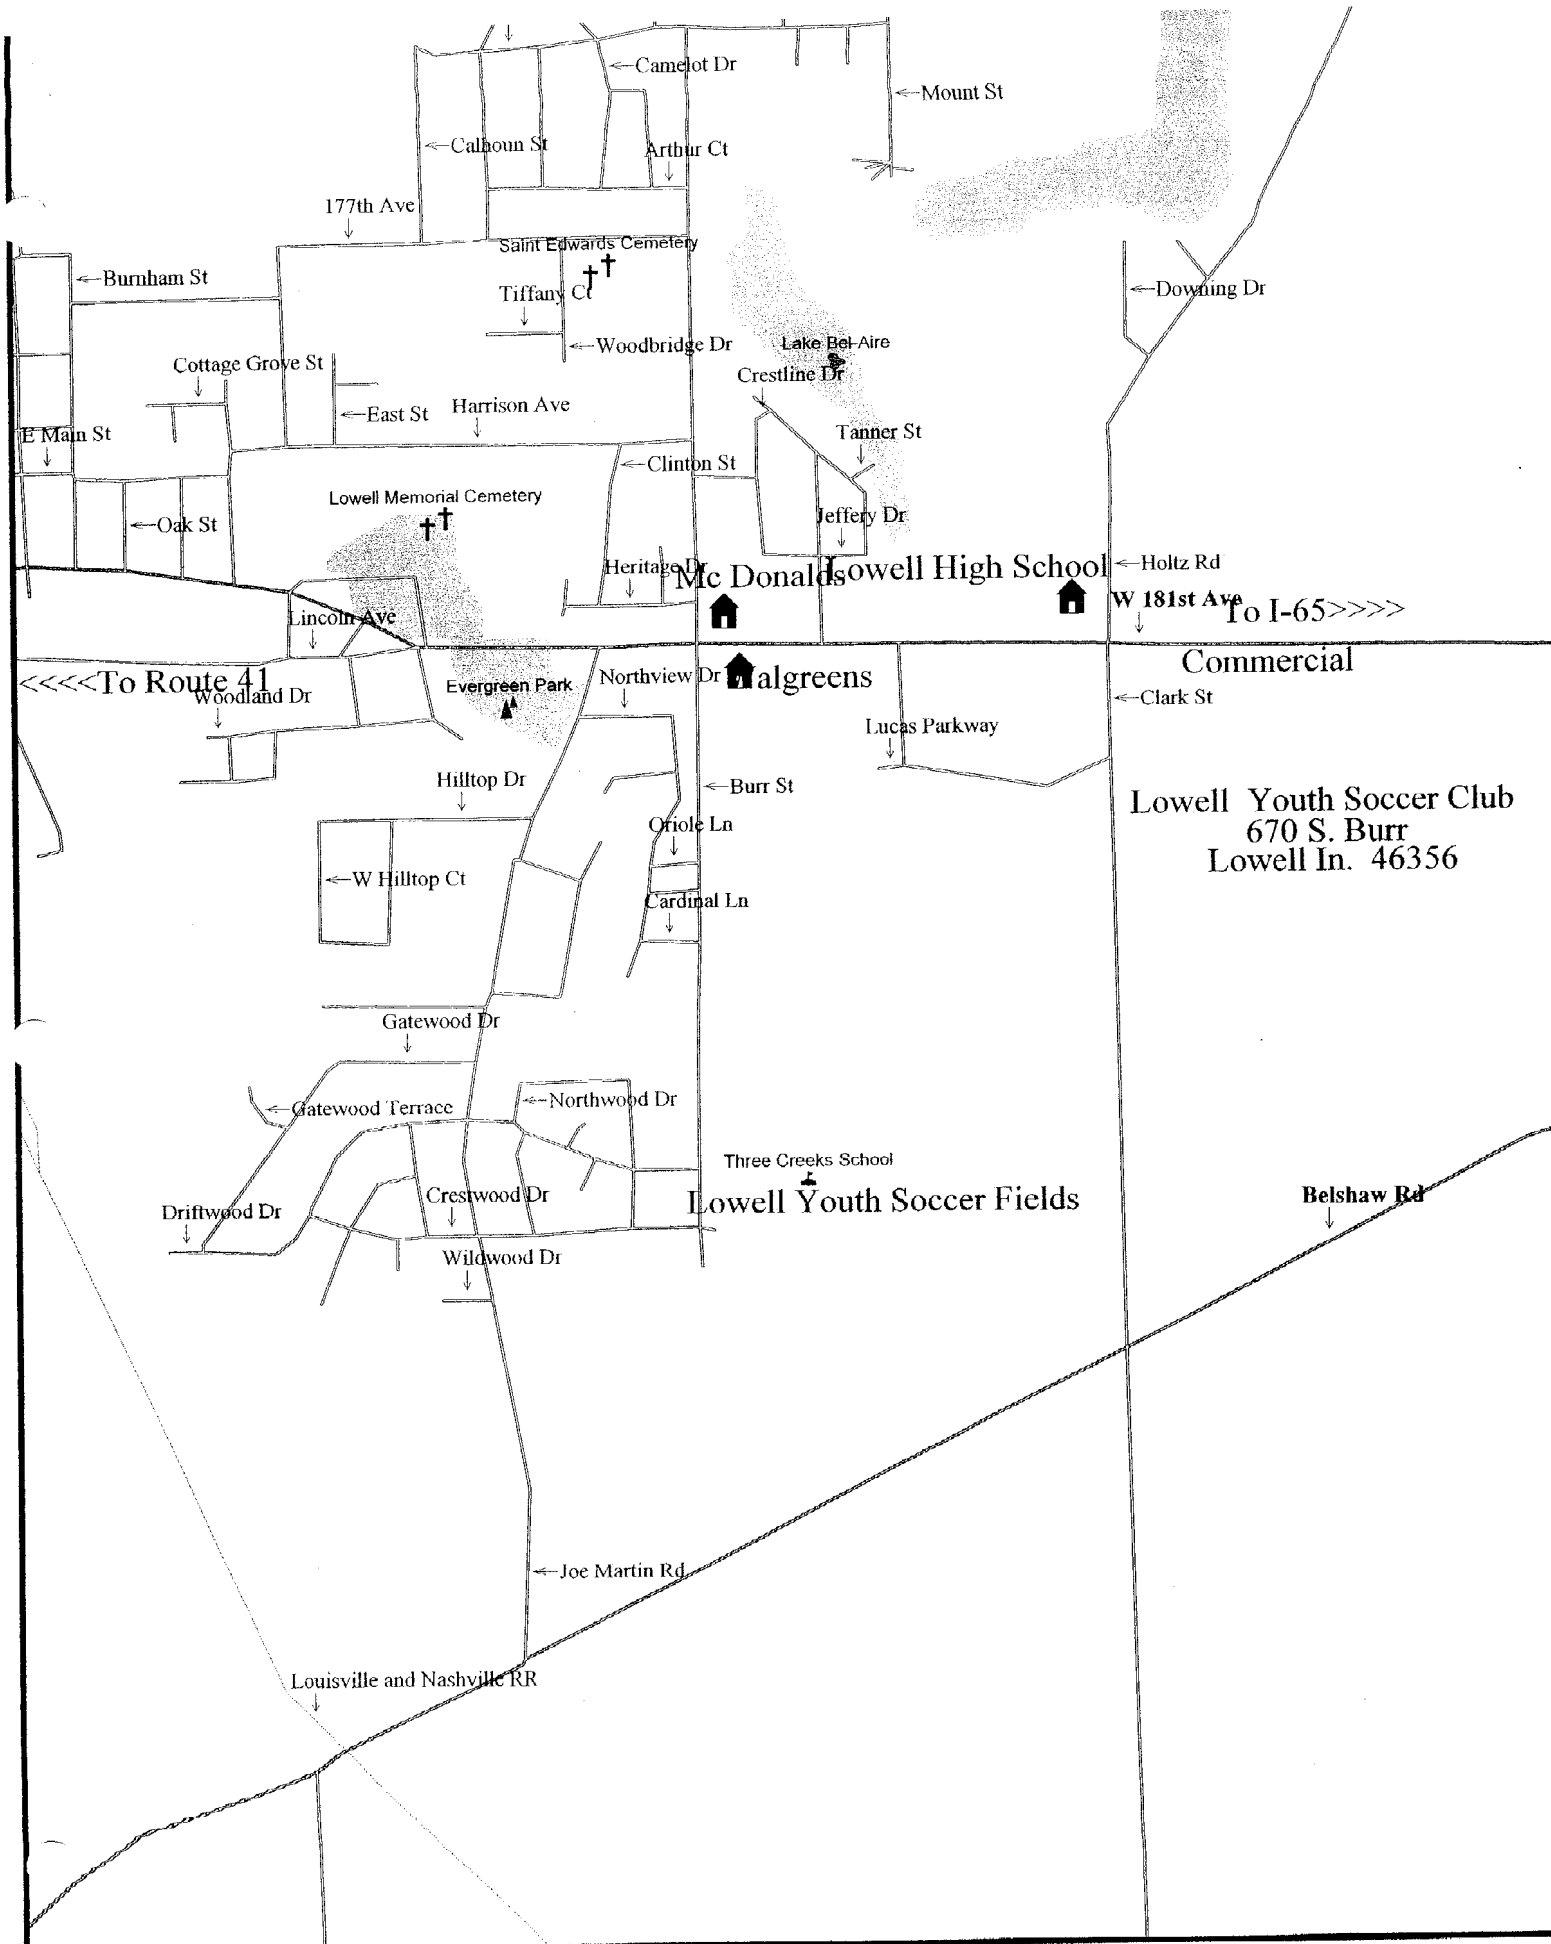 Camelot Dr
Mount St
Calhoun St
Arthur Ct
177th Ave
Saint Edwards Cemetery
Burnham St
Tiffany Ct
Downing Dr
Woodbridge Dr
Lake Bel-Aire
Cottage Grove St
Crestline Dr
East St
Harrison Ave
E Main St
Tanner St
Clinton St
Lowell Memorial Cemetery
Oak St
Jeffery Dr
Heritage Dr
Mc Donalds
Lowell High School
Holtz Rd
W 181st Ave
To I-65>>>>
Lincoln Ave
Commercial
<<<<To Route 41
Woodland Dr
Evergreen Park
Northview Dr
Walgreens
Clark St
Lucas Parkway
Hilltop Dr
Burr St
Lowell Youth Soccer Club
670 S. Burr
Lowell In. 46356
Oriole Ln
W Hilltop Ct
Cardinal Ln
Gatewood Dr
Gatewood Terrace
Northwood Dr
Three Creeks School
Lowell Youth Soccer Fields
Crestwood Dr
Belshaw Rd
Driftwood Dr
Wildwood Dr
Joe Martin Rd
Louisville and Nashville RR